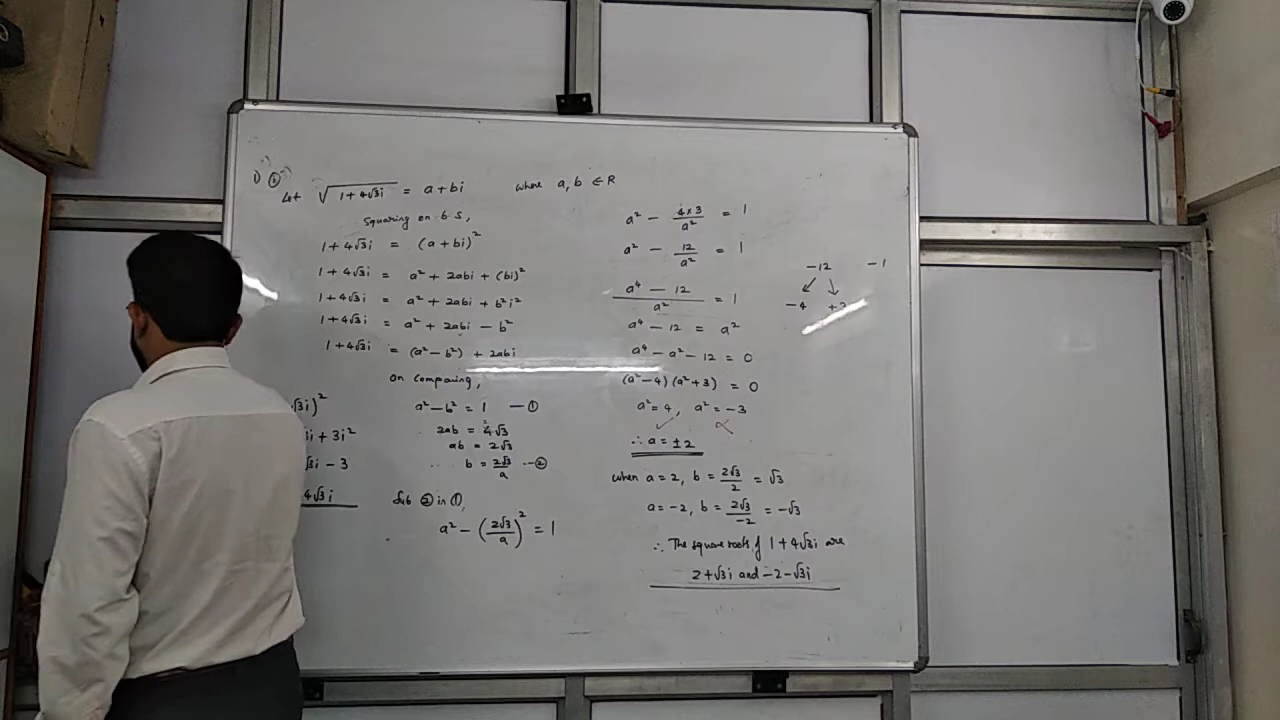 1) ②
Let √(1+4√3i) = a+bi where a, b ∈ R
Squaring on b s,
1+4√3i = (a+bi)²
1+4√3i = a² + 2abi + (bi)²
1+4√3i = a² + 2abi + b²i²
1+4√3i = a² + 2abi - b²
1+4√3i = (a²-b²) + 2abi
On comparing,
a²-b² = 1 —①
2ab = 4√3
ab = 2√3
b = 2√3/a —②
Sub ② in ①,
a² - (2√3/a)² = 1
√3i)²
i + 3i²
√3i - 3
4√3i
a² - 4×3/a² = 1
a² - 12/a² = 1
(a⁴ - 12)/a² = 1
a⁴ - 12 = a²
a⁴ - a² - 12 = 0
(a²-4)(a²+3) = 0
a²=4, a²=-3
∴ a = ±2
when a=2, b = 2√3/2 = √3
a=-2, b = 2√3/-2 = -√3
∴ The square roots of 1+4√3i are
2+√3i and -2-√3i
-12 -1
-4 +3